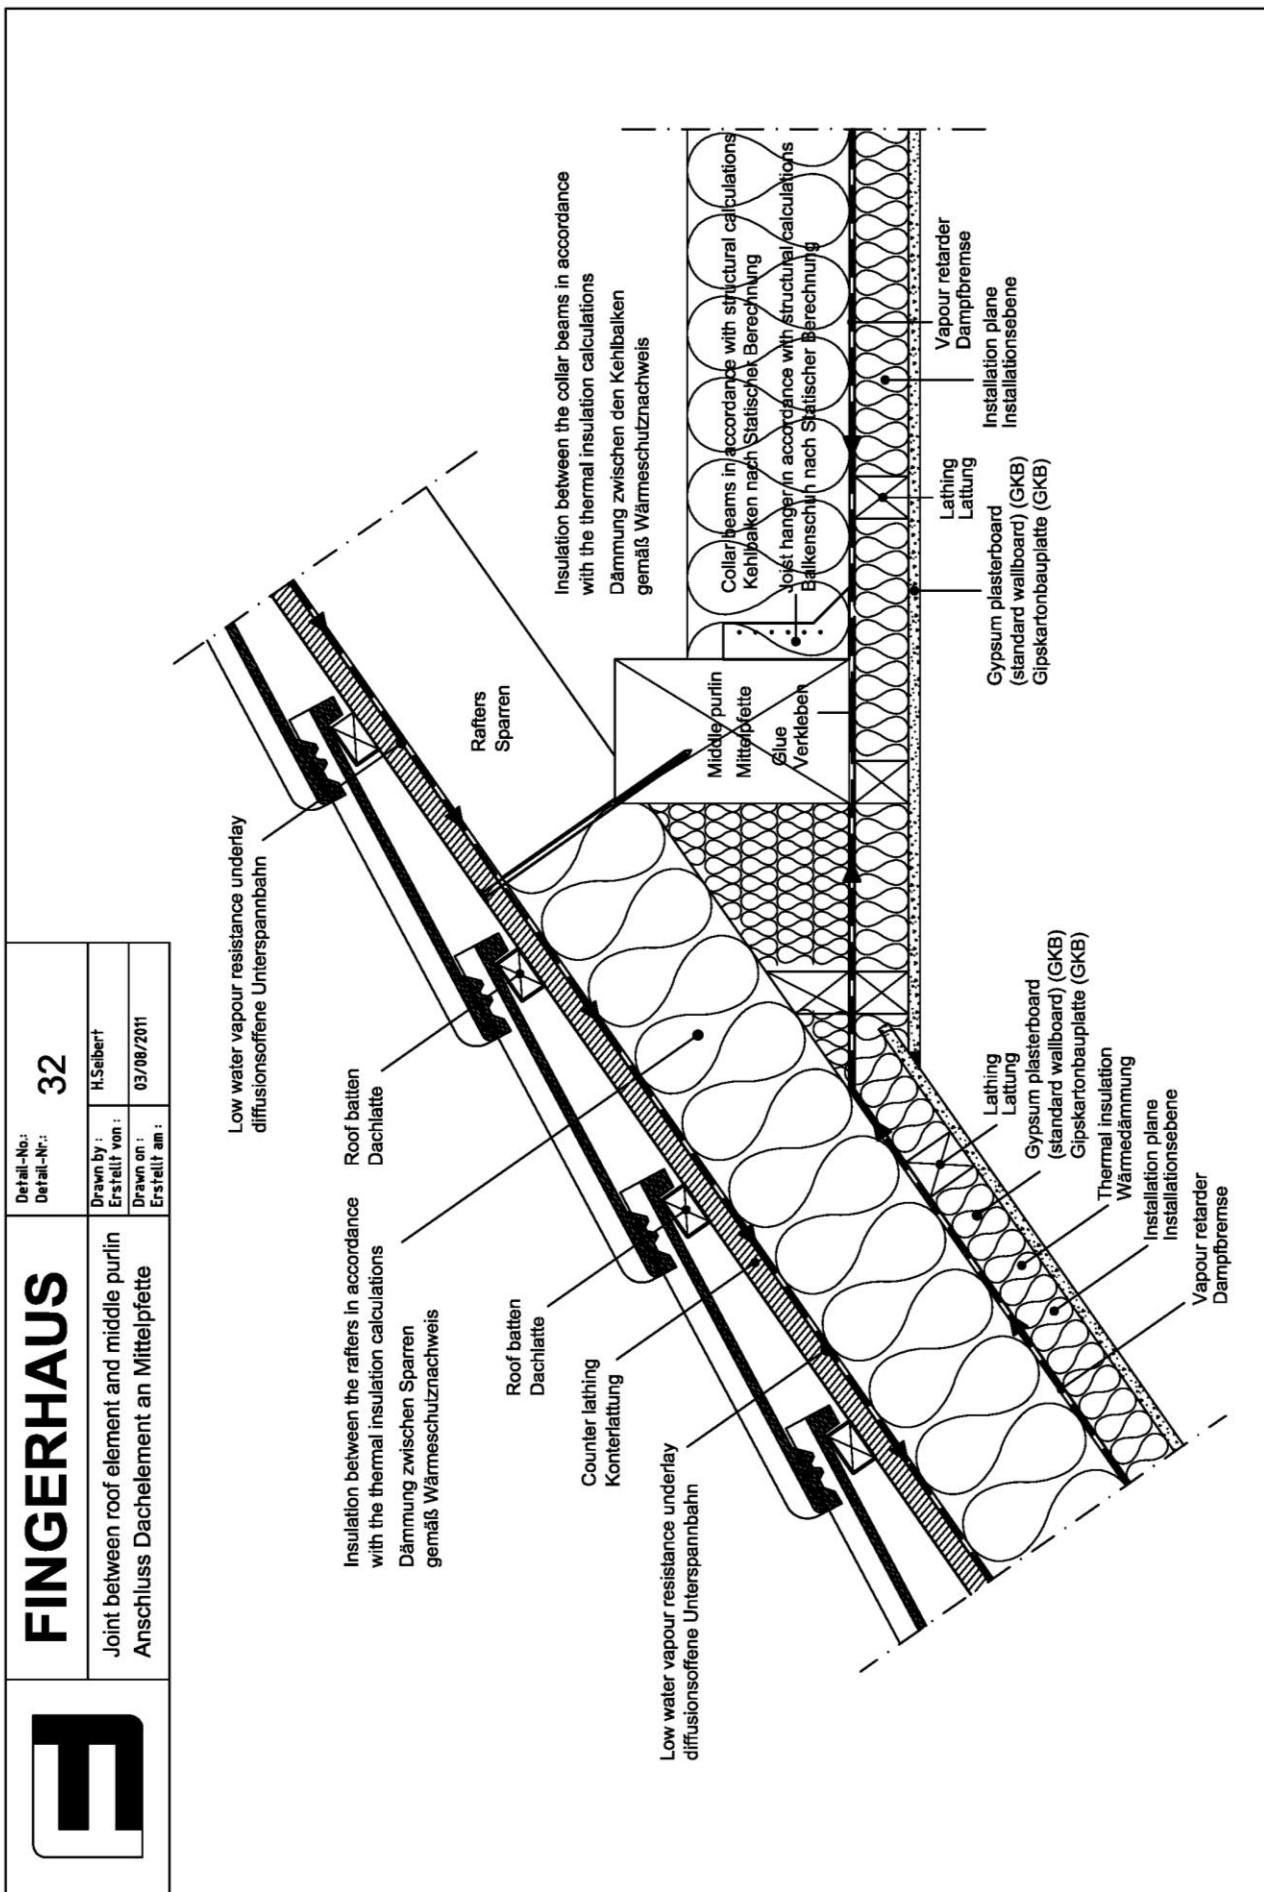 FINGERHAUS
Joint between roof element and middle purlin
Anschluss Dachelement an Mittelpfette
Detail-No.:
Detail-Nr.:
32
Drawn by :
Erstellt von :
H.Seibert
Drawn on :
Erstellt am :
03/08/2011
Low water vapour resistance underlay
diffusionsoffene Unterspannbahn
Roof batten
Dachlatte
Insulation between the rafters in accordance
with the thermal insulation calculations
Dämmung zwischen Sparren
gemäß Wärmeschutznachweis
Roof batten
Dachlatte
Counter lathing
Konterlattung
Low water vapour resistance underlay
diffusionsoffene Unterspannbahn
Rafters
Sparren
Insulation between the collar beams in accordance
with the thermal insulation calculations
Dämmung zwischen den Kehlbalken
gemäß Wärmeschutznachweis
Middle purlin
Mittelpfette
Glue
Verkleben
Collar beams in accordance with structural calculations
Kehlbalken nach Statischer Berechnung
Joist hanger in accordance with structural calculations
Balkenschuh nach Statischer Berechnung
Vapour retarder
Dampfbremse
Installation plane
Installationsebene
Lathing
Lattung
Gypsum plasterboard
(standard wallboard) (GKB)
Gipskartonbauplatte (GKB)
Lathing
Lattung
Gypsum plasterboard
(standard wallboard) (GKB)
Gipskartonbauplatte (GKB)
Thermal insulation
Wärmedämmung
Installation plane
Installationsebene
Vapour retarder
Dampfbremse